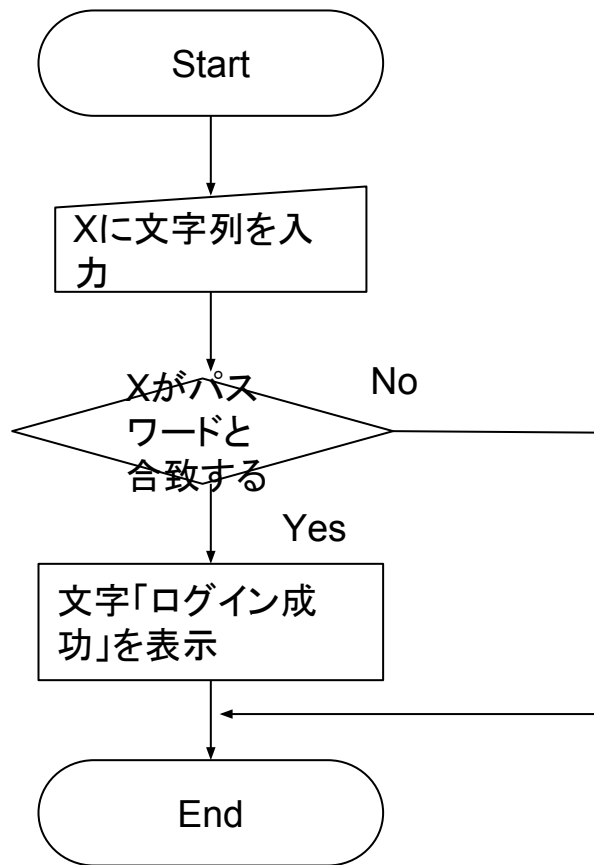 Start
Xに文字列を入
力
Xがパス
ワードと
合致する
No
Yes
文字「ログイン成
功」を表示
End